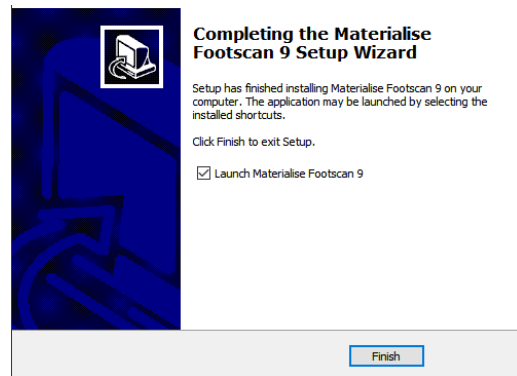 Completing the Materialise
Footscan 9 Setup Wizard
Setup has finished installing Materialise Footscan 9 on your
computer. The application may be launched by selecting the
installed shortcuts.
Click Finish to exit Setup.
Launch Materialise Footscan 9
Finish